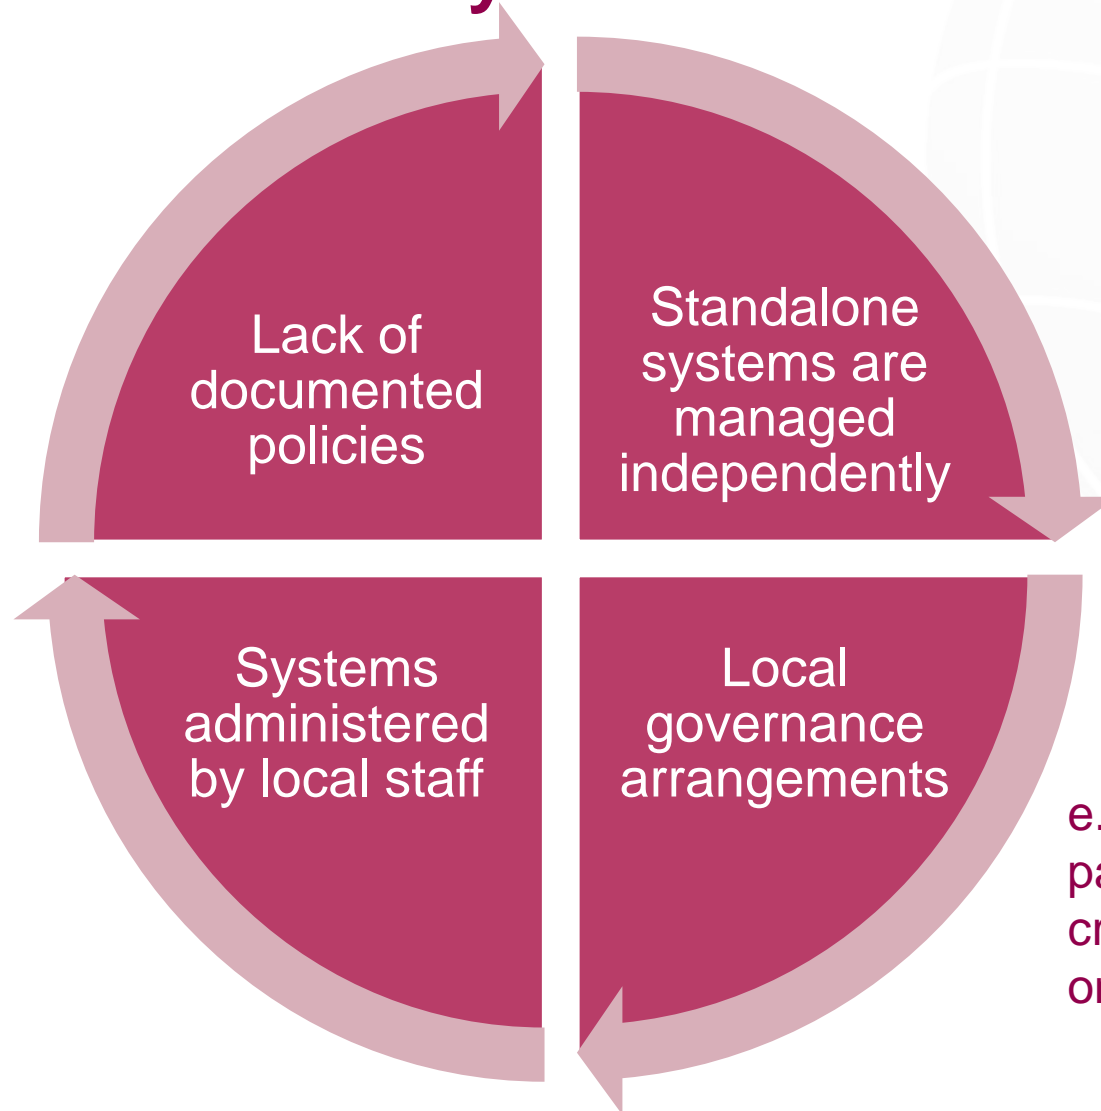 Lack of
documented
policies
Standalone
systems are
managed
independently
Systems
administered
by local staff
Local
governance
arrangements